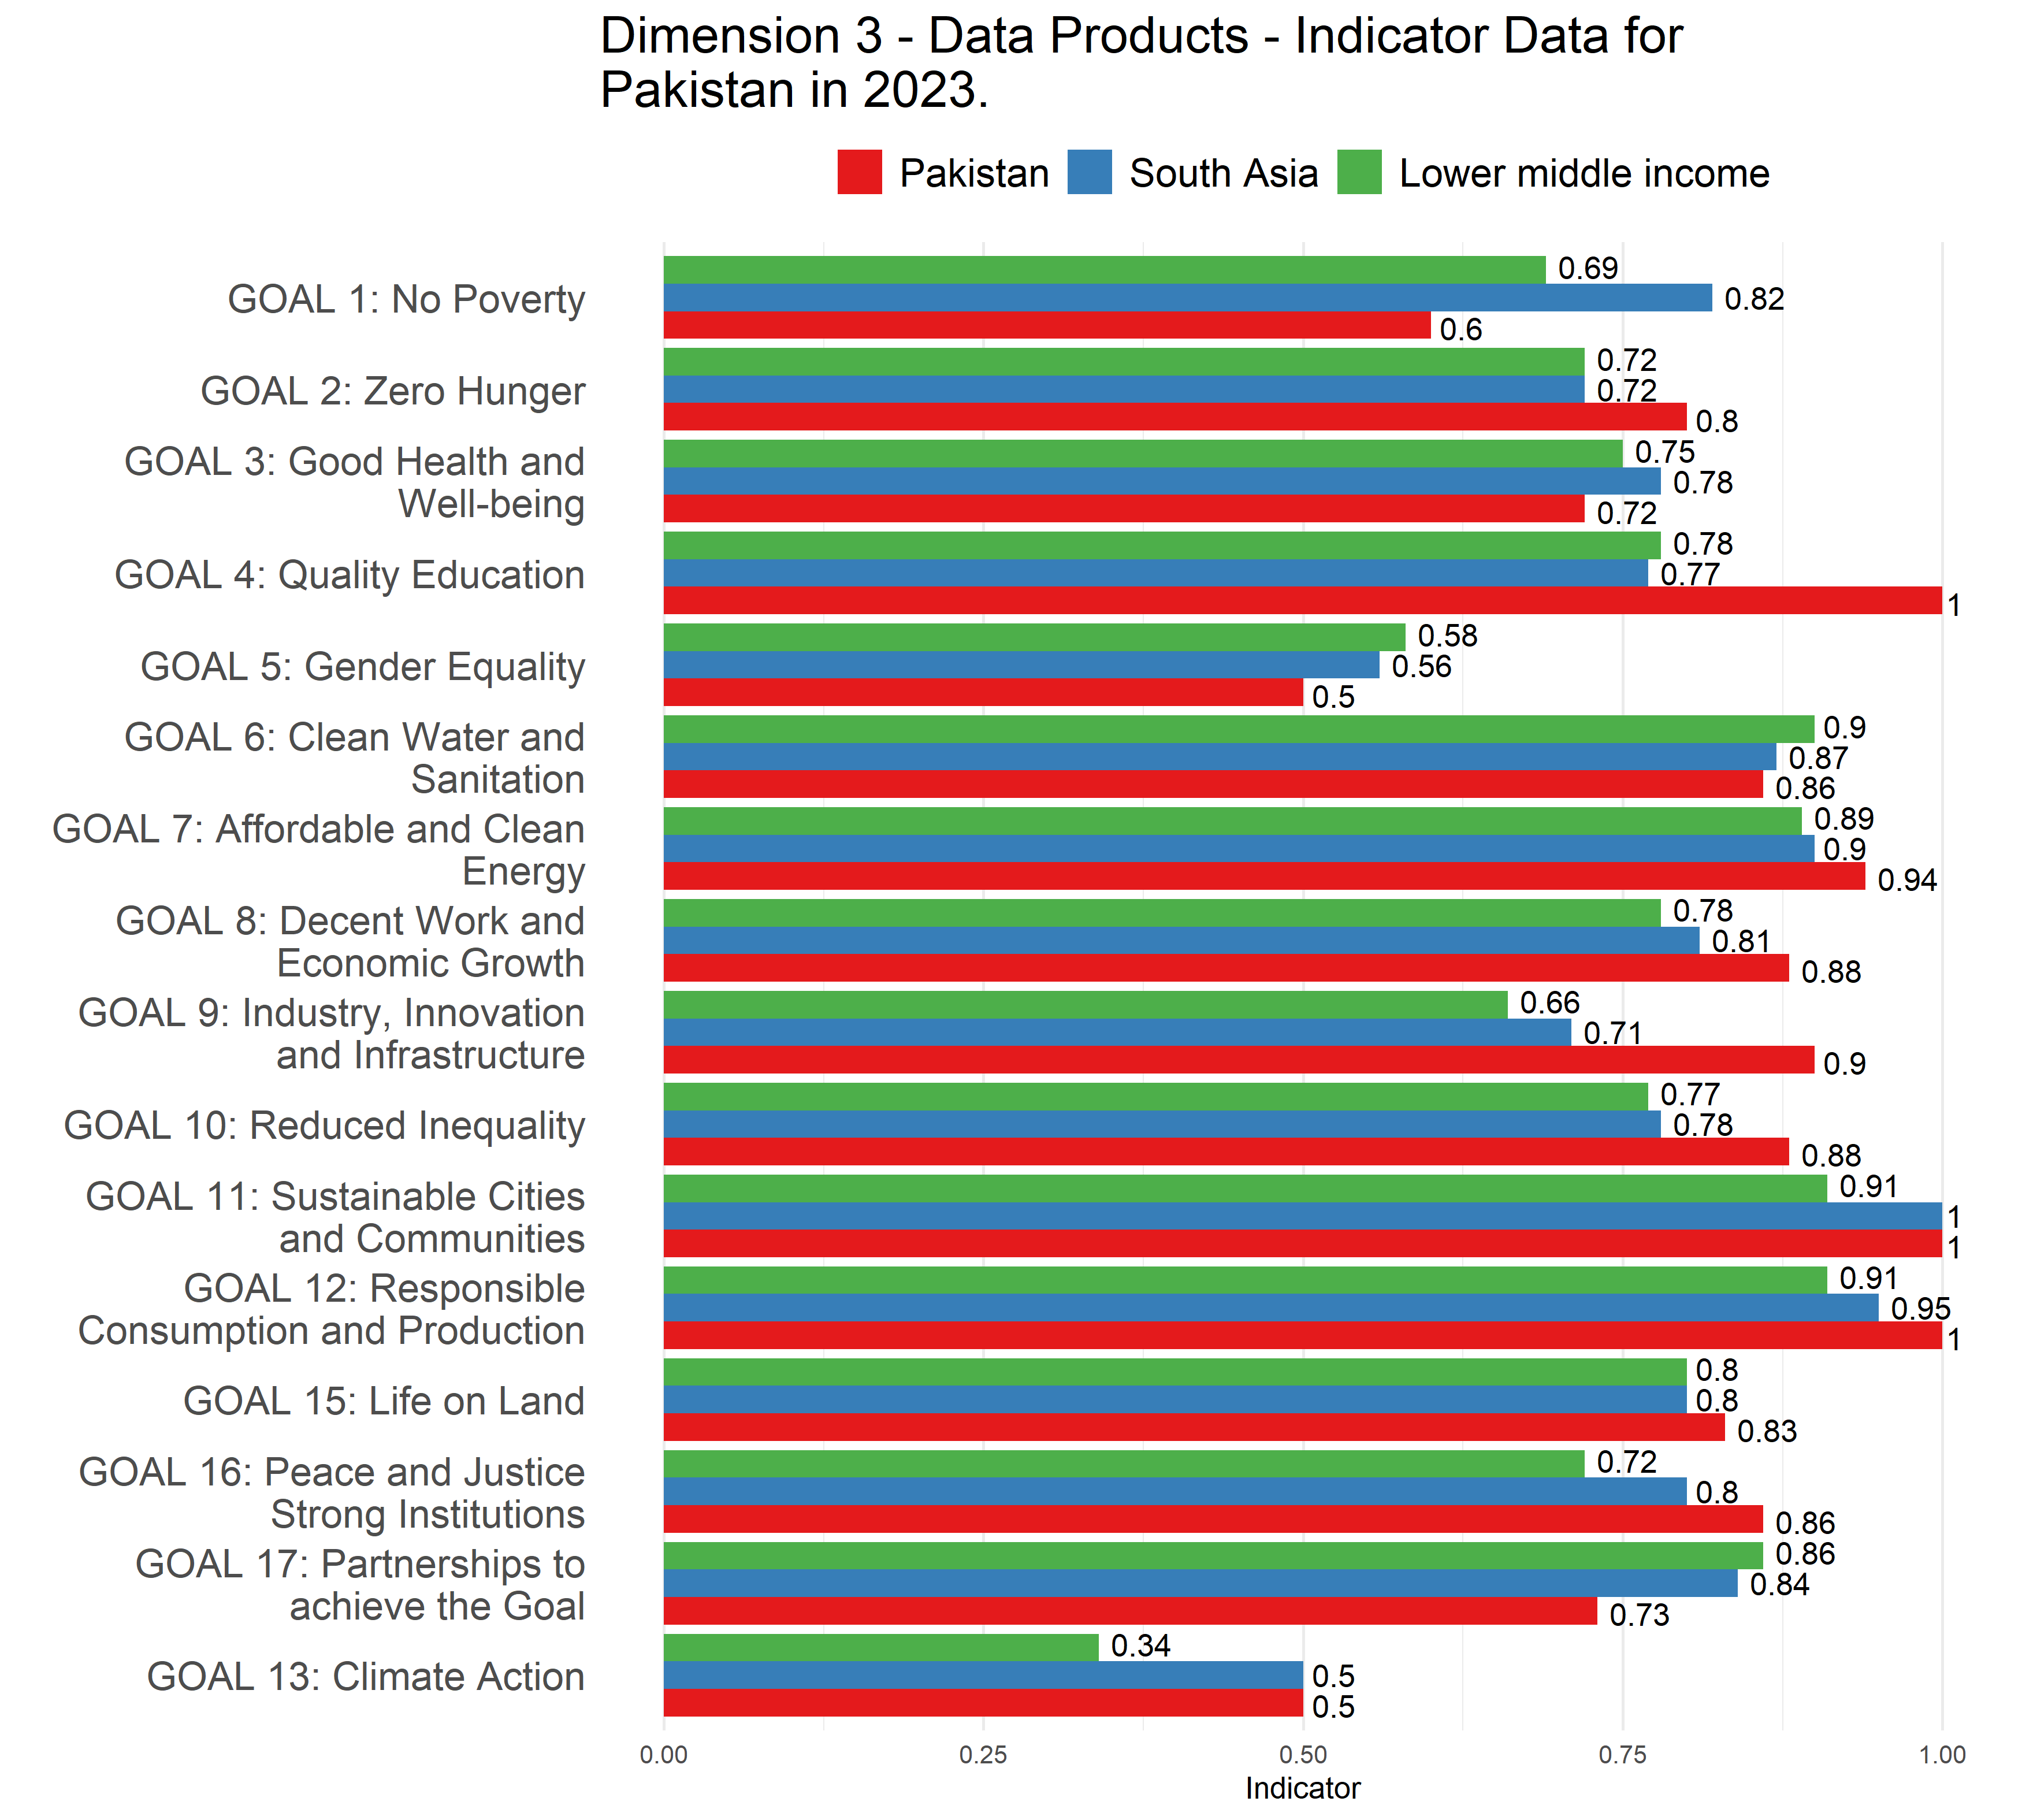 Dimension 3 - Data Products - Indicator Data for
Pakistan in 2023.
Pakistan
South Asia
Lower middle income
GOAL 1: No Poverty
0.69
0.82
0.6
GOAL 2: Zero Hunger
0.72
0.72
0.8
GOAL 3: Good Health and
Well-being
0.75
0.78
0.72
GOAL 4: Quality Education
0.78
0.77
1
GOAL 5: Gender Equality
0.58
0.56
0.5
GOAL 6: Clean Water and
Sanitation
0.9
0.87
0.86
GOAL 7: Affordable and Clean
Energy
0.89
0.9
0.94
GOAL 8: Decent Work and
Economic Growth
0.78
0.81
0.88
GOAL 9: Industry, Innovation
and Infrastructure
0.66
0.71
0.9
GOAL 10: Reduced Inequality
0.77
0.78
0.88
GOAL 11: Sustainable Cities
and Communities
0.91
1
1
GOAL 12: Responsible
Consumption and Production
0.91
0.95
1
GOAL 15: Life on Land
0.8
0.8
0.83
GOAL 16: Peace and Justice
Strong Institutions
0.72
0.8
0.86
GOAL 17: Partnerships to
achieve the Goal
0.86
0.84
0.73
GOAL 13: Climate Action
0.34
0.5
0.5
0.00
0.25
0.50
0.75
1.00
Indicator